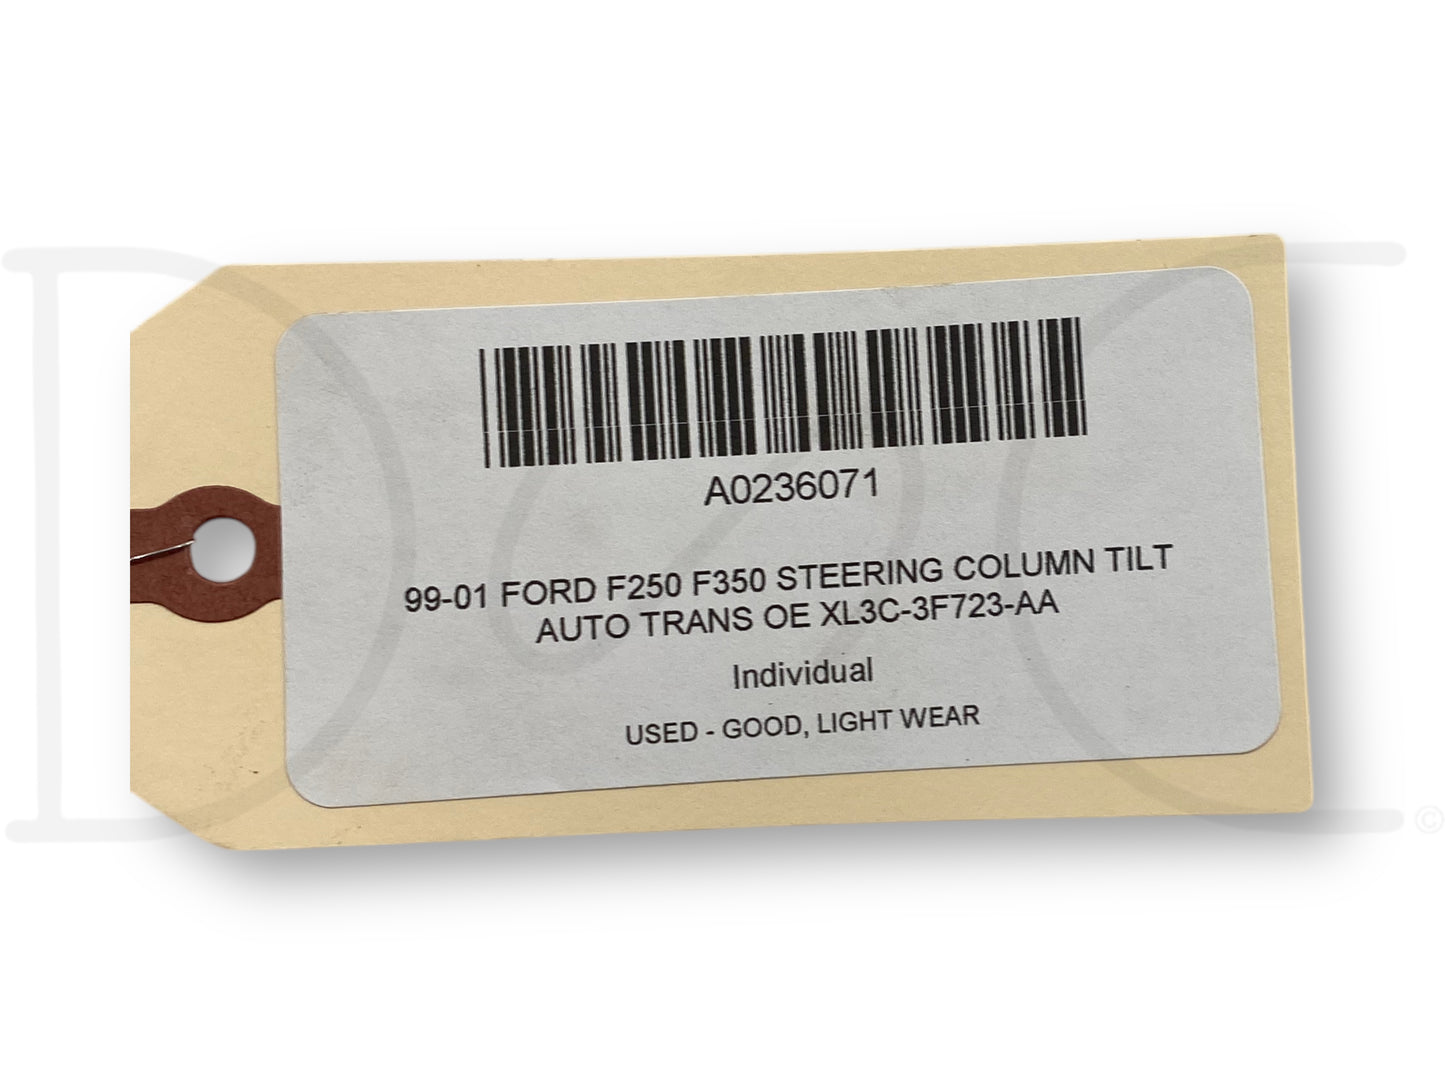 A0236071
99-01 FORD F250 F350 STEERING COLUMN TILT
AUTO TRANS OE XL3C-3F723-AA
Individual
USED - GOOD, LIGHT WEAR
©